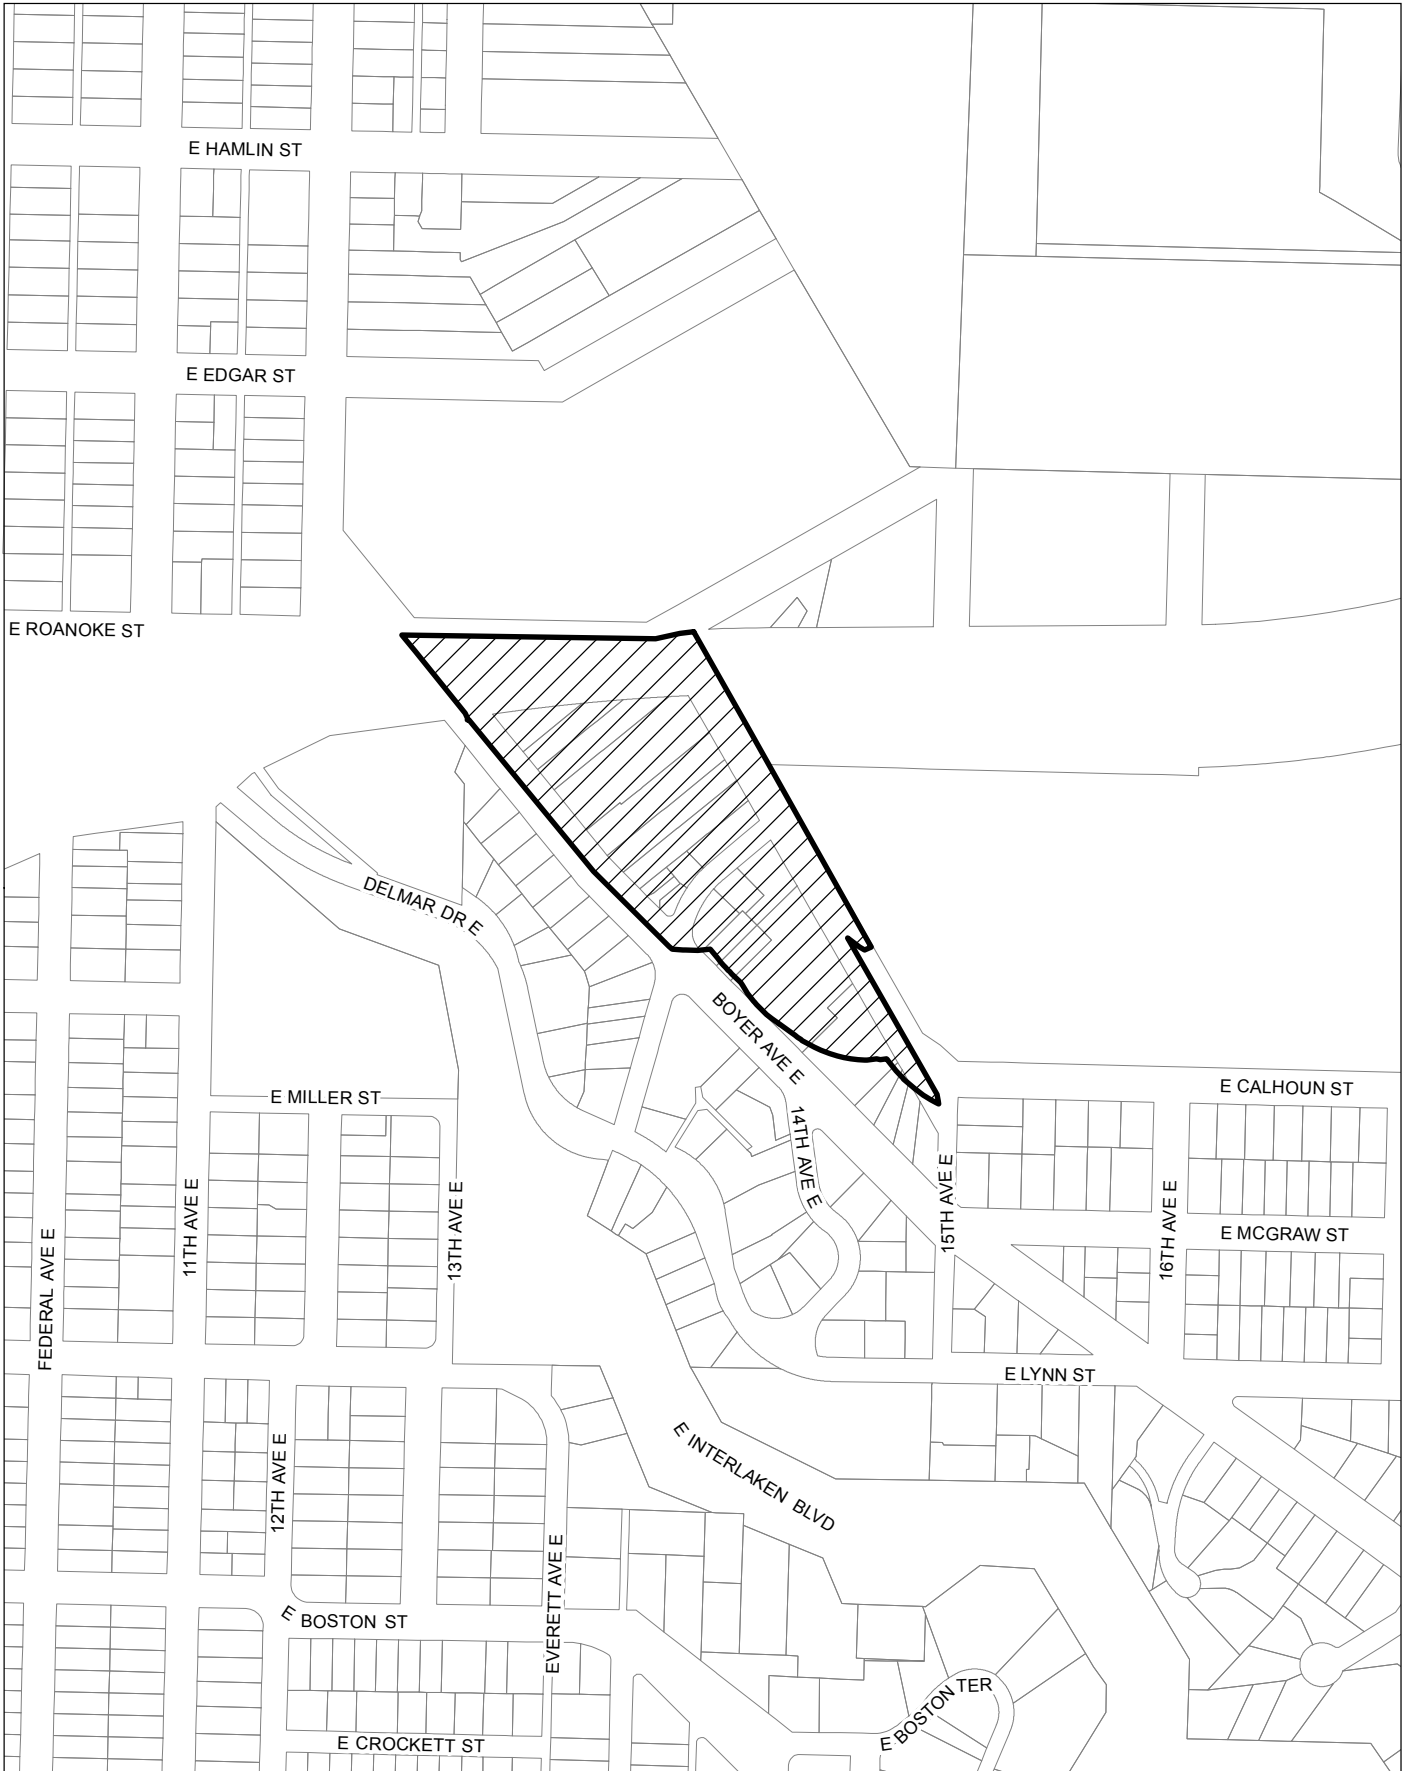 E HAMLIN ST
E EDGAR ST
E ROANOKE ST
DELMAR DR E
BOYER AVE E
E MILLER ST
E CALHOUN ST
14TH AVE E
11TH AVE E
13TH AVE E
15TH AVE E
16TH AVE E
E MCGRAW ST
FEDERAL AVE E
E LYNN ST
12TH AVE E
E INTERLAKEN BLVD
EVERETT AVE E
E BOSTON ST
E BOSTON TER
E CROCKETT ST